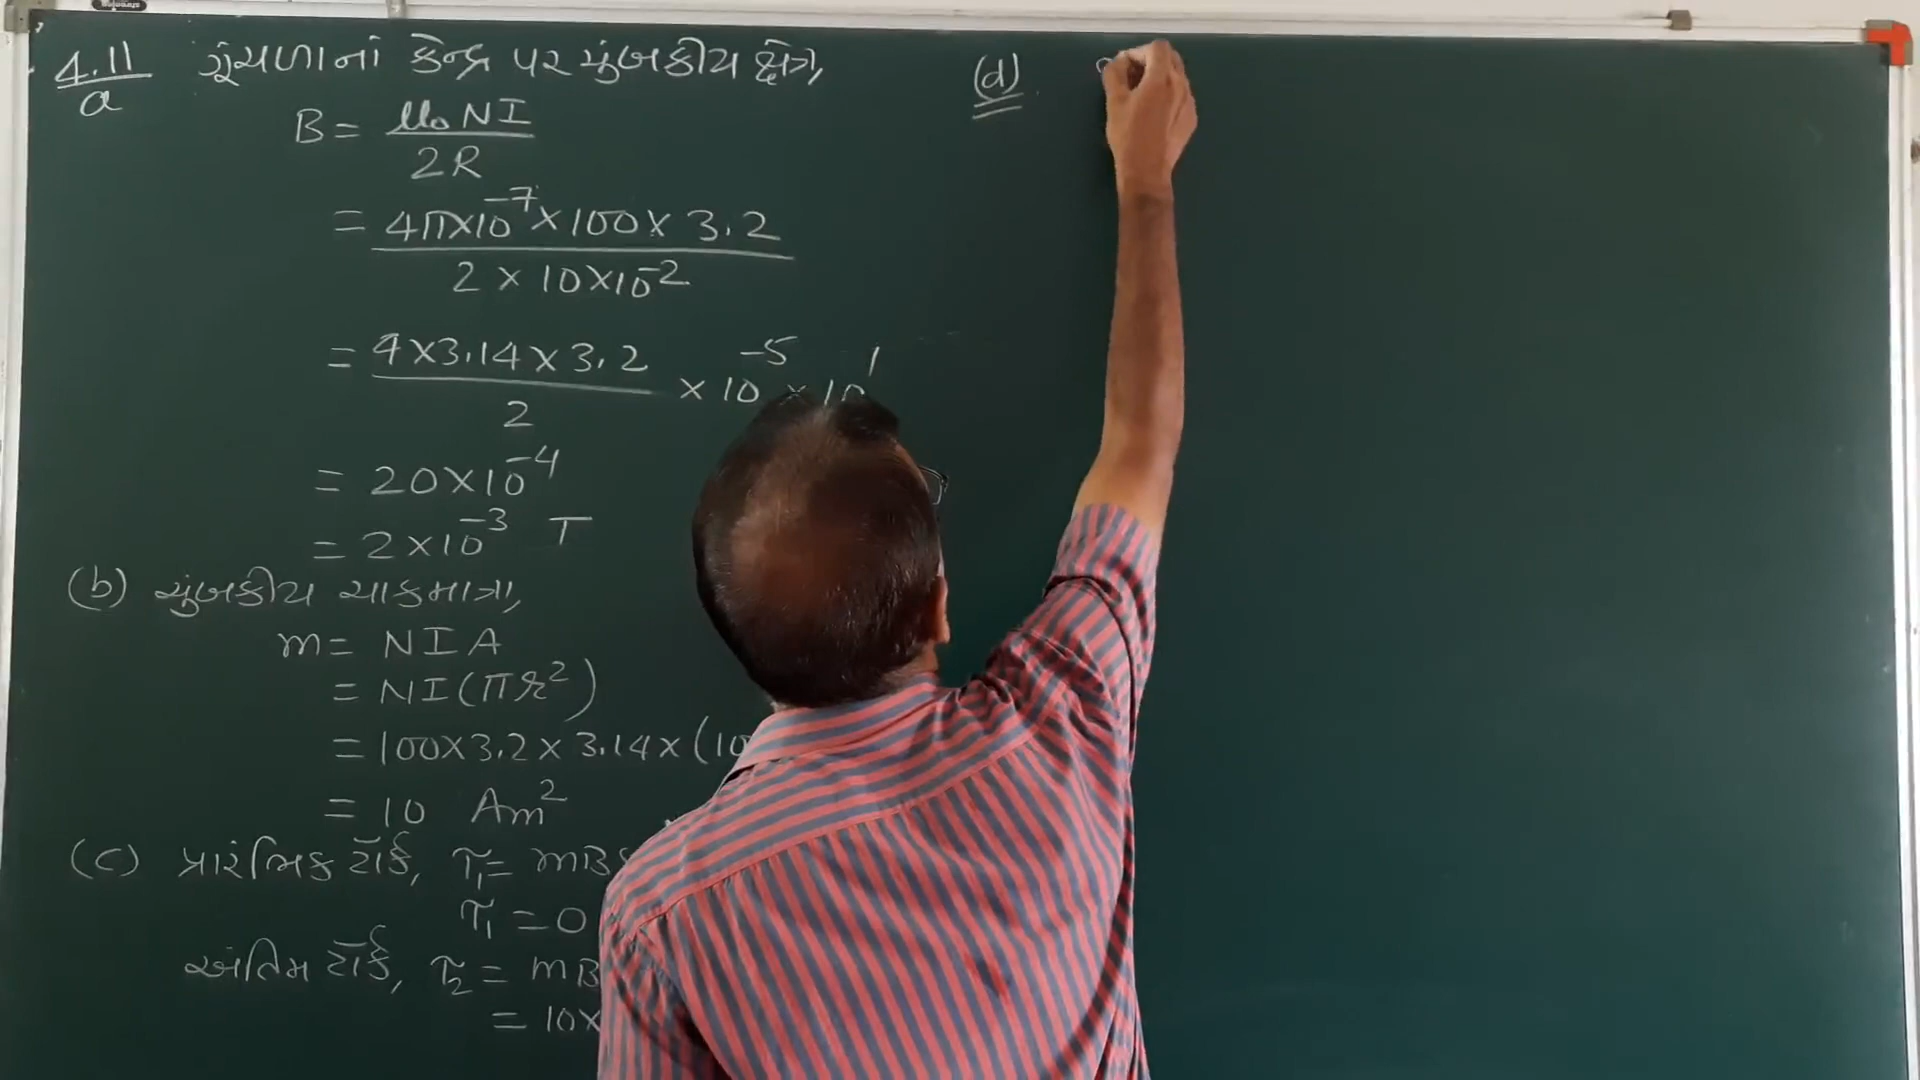 4.11
a
ગૂંચળાનાં કેન્દ્ર પર ચુંબકીય ક્ષેત્ર,
B = μ₀NI / 2R
= 4π×10⁻⁷×100×3.2 / 2×10×10⁻²
= 4×3.14×3.2 / 2 × 10⁻⁵ × 10¹
= 20×10⁻⁴
= 2×10⁻³ T
(b) ચુંબકીય ચાકમાત્રા,
m = NIA
= NI(πr²)
= 100×3.2×3.14×(10
= 10 Am²
(c) પ્રારંભિક ટૉર્ક, τ₁ = mB
τ₁ = 0
અંતિમ ટૉર્ક, τ₂ = mB
= 10×
(d)